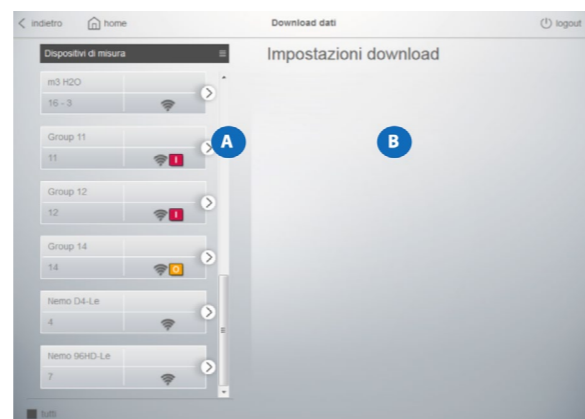 indietro home Download dati logout
Dispositivi di misura
Impostazioni download
m3 H2O
16 - 3
A
B
Group 11
11 I
Group 12
12 I
Group 14
14 O
Nemo D4-Le
4
Nemo 96HD-Le
7
tutti